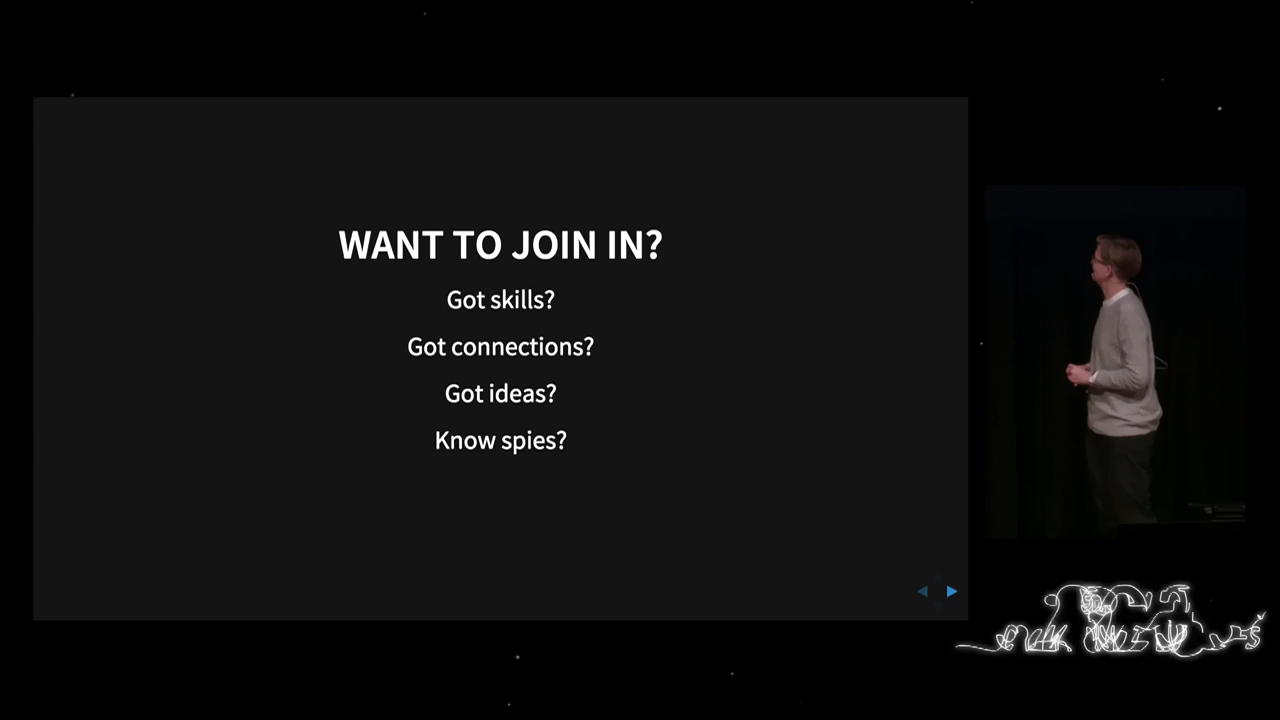 WANT TO JOIN IN?
Got skills?
Got connections?
Got ideas?
Know spies?